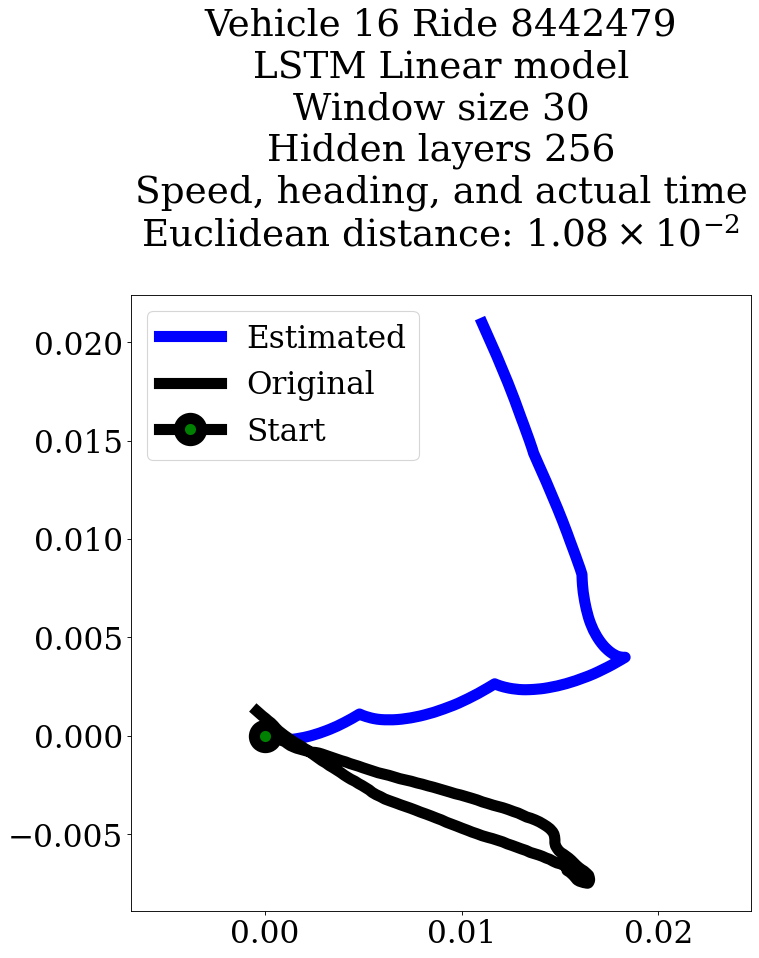 Vehicle 16 Ride 8442479
LSTM Linear model
Window size 30
Hidden layers 256
Speed, heading, and actual time
Euclidean distance: 1.08 × 10⁻²
Estimated
Original
Start
0.020
0.015
0.010
0.005
0.000
−0.005
0.00 0.01 0.02